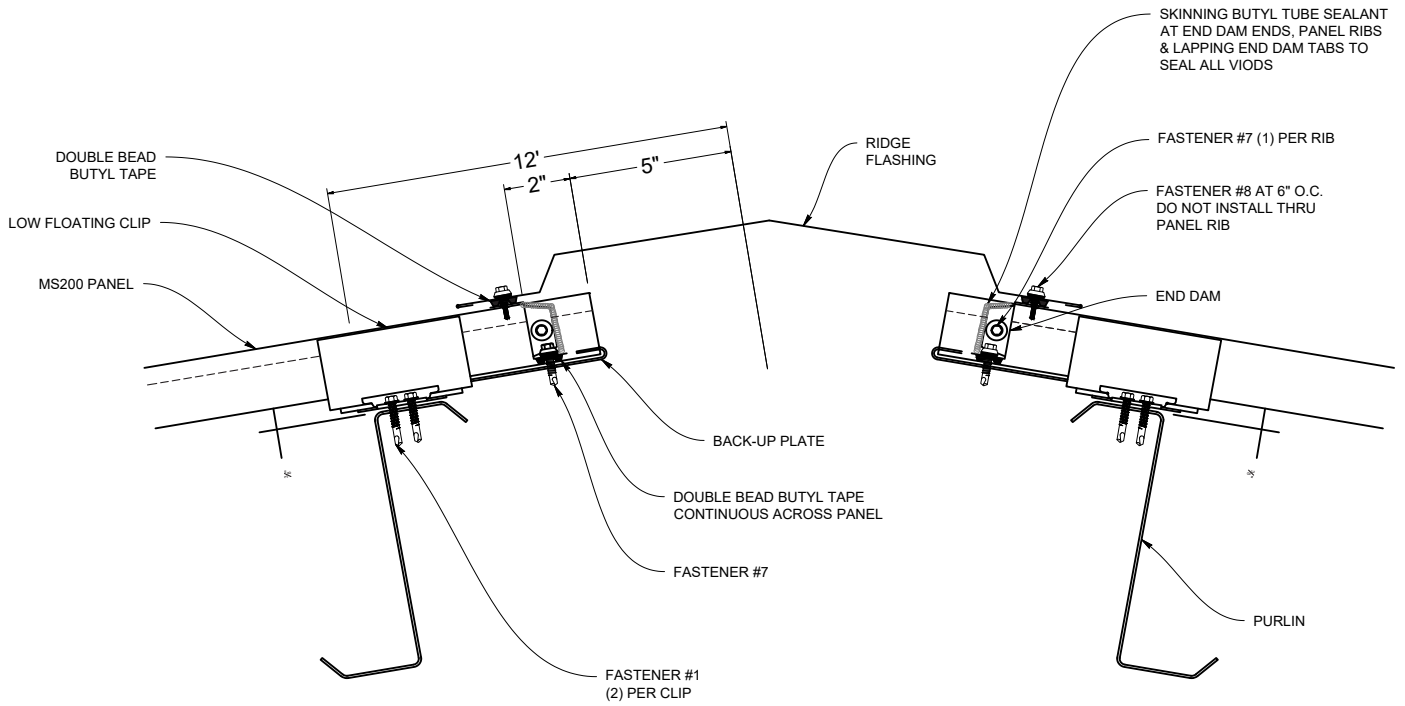 SKINNING BUTYL TUBE SEALANT
AT END DAM ENDS, PANEL RIBS
& LAPPING END DAM TABS TO
SEAL ALL VIODS
FASTENER #7 (1) PER RIB
RIDGE
FLASHING
DOUBLE BEAD
BUTYL TAPE
12'
2"
5"
FASTENER #8 AT 6" O.C.
DO NOT INSTALL THRU
PANEL RIB
LOW FLOATING CLIP
MS200 PANEL
END DAM
BACK-UP PLATE
DOUBLE BEAD BUTYL TAPE
CONTINUOUS ACROSS PANEL
FASTENER #7
PURLIN
FASTENER #1
(2) PER CLIP